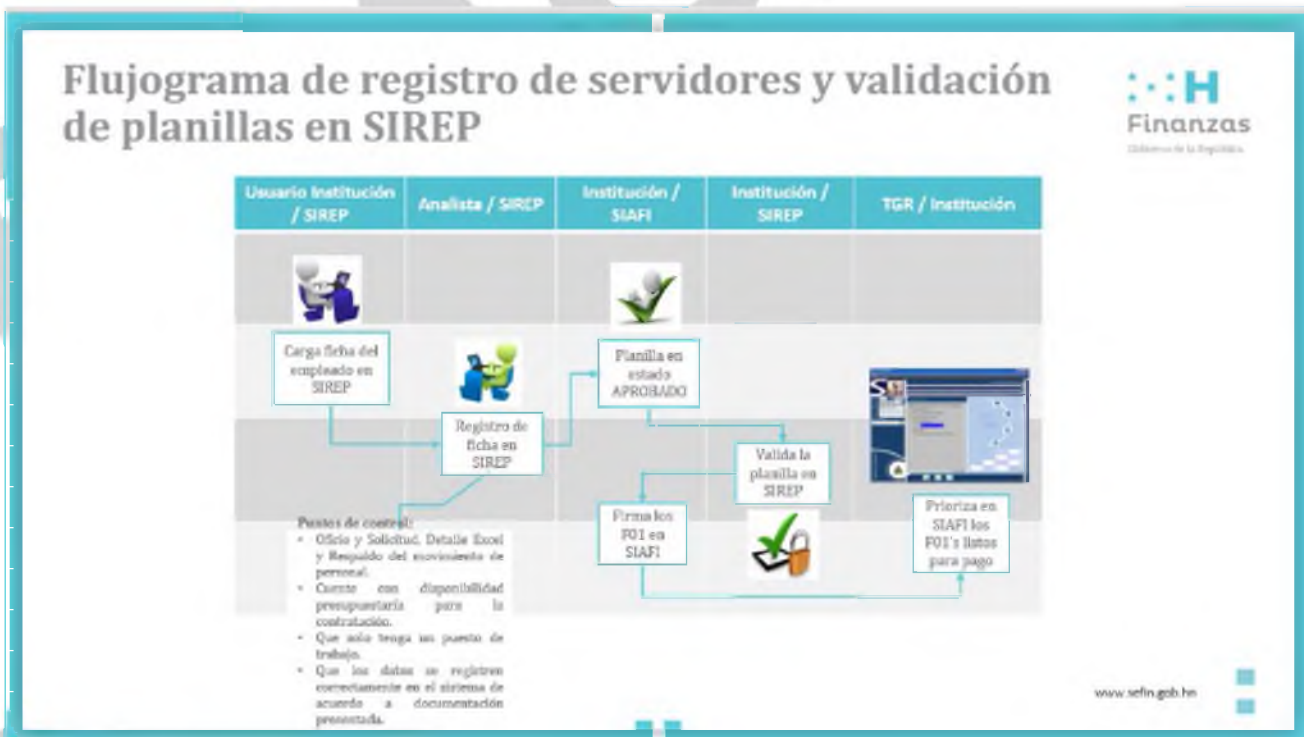 Flujograma de registro de servidores y validación
de planillas en SIREP
H
Finanzas
Gobierno de la República
Usuario Institución
/ SIREP
Analista / SIREP
Institución /
SIAFI
Institución /
SIREP
TGR / Institución
Carga ficha del
empleado en
SIREP
Registro de
ficha en
SIREP
Planilla en
estado
APROBADO
Valida la
planilla en
SIREP
Firma los
F01 en
SIAFI
Prioriza en
SIAFI los
F01's listos
para pago
Puntos de control:
• Oficio y Solicitud, Detalle Excel
y Respaldo del movimiento de
personal.
• Cuente con disponibilidad
presupuestaría para la
contratación.
• Que solo tenga un puesto de
trabajo.
• Que los datos se registren
correctamente en el sistema de
acuerdo a documentación
presentada.
www.sefin.gob.hn